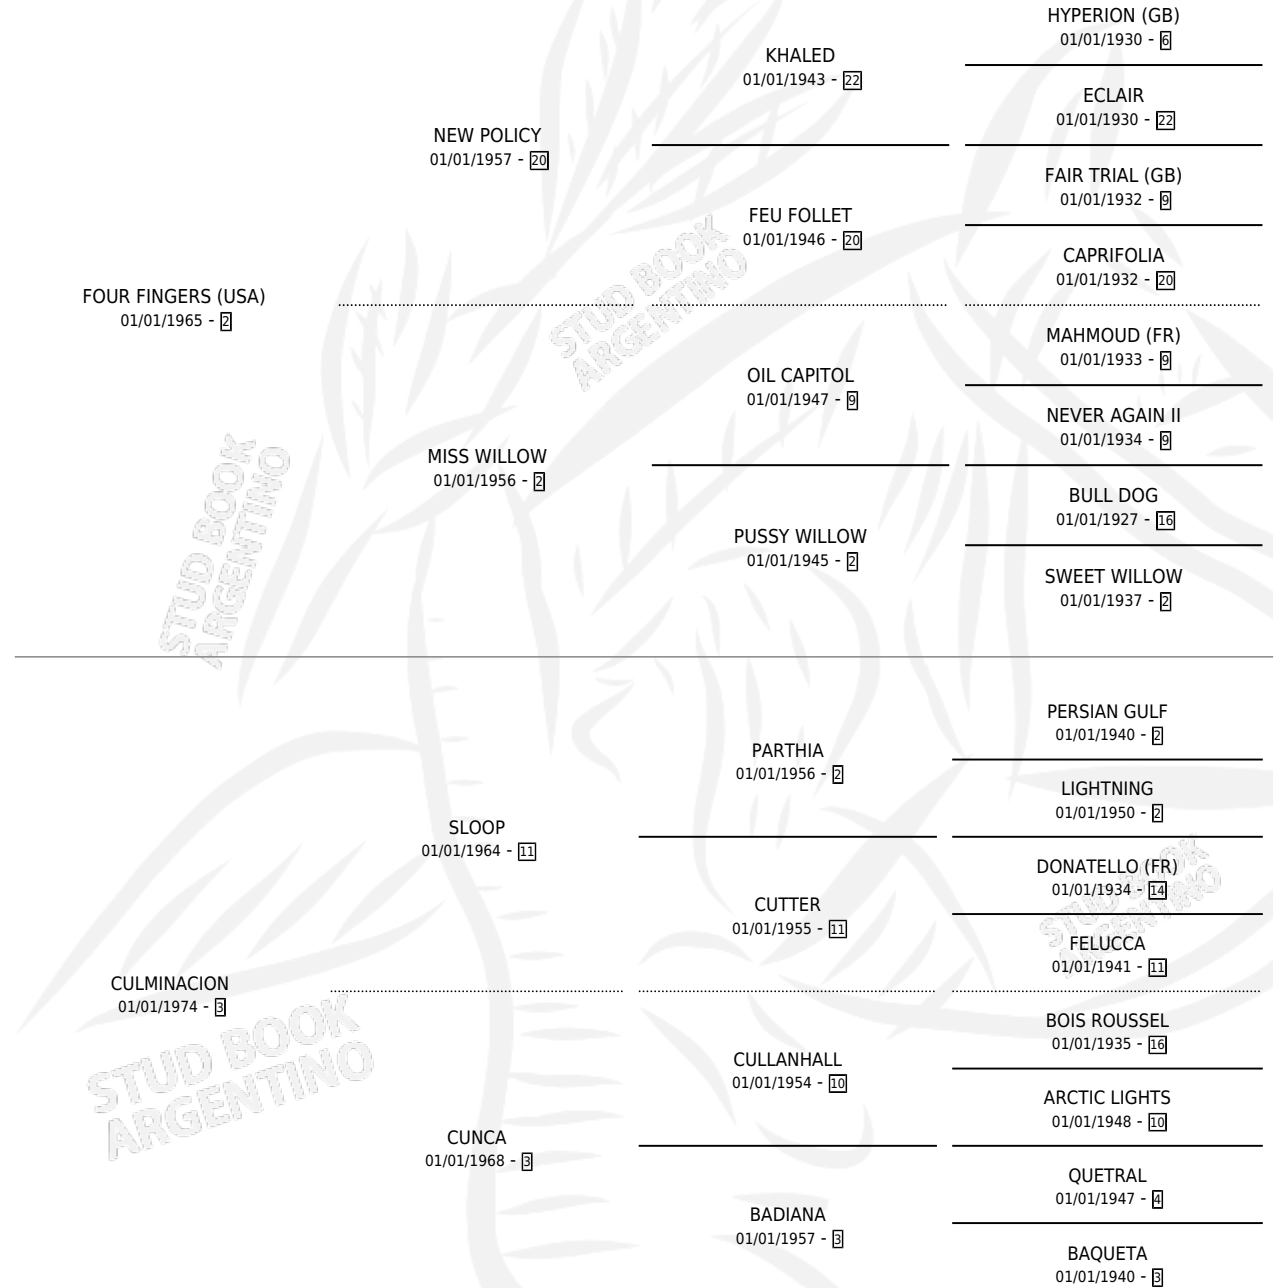 HYPERION (GB)
01/01/1930 - 6
KHALED
01/01/1943 - 22
ECLAIR
01/01/1930 - 22
NEW POLICY
01/01/1957 - 20
FAIR TRIAL (GB)
01/01/1932 - 9
FEU FOLLET
01/01/1946 - 20
CAPRIFOLIA
01/01/1932 - 20
FOUR FINGERS (USA)
01/01/1965 - 2
MAHMOUD (FR)
01/01/1933 - 9
OIL CAPITOL
01/01/1947 - 9
NEVER AGAIN II
01/01/1934 - 9
MISS WILLOW
01/01/1956 - 2
BULL DOG
01/01/1927 - 16
PUSSY WILLOW
01/01/1945 - 2
SWEET WILLOW
01/01/1937 - 2
PERSIAN GULF
01/01/1940 - 2
PARTHIA
01/01/1956 - 2
LIGHTNING
01/01/1950 - 2
SLOOP
01/01/1964 - 11
DONATELLO (FR)
01/01/1934 - 14
CUTTER
01/01/1955 - 11
FELUCCA
01/01/1941 - 11
CULMINACION
01/01/1974 - 3
BOIS ROUSSEL
01/01/1935 - 16
CULLANHALL
01/01/1954 - 10
ARCTIC LIGHTS
01/01/1948 - 10
CUNCA
01/01/1968 - 3
QUETRAL
01/01/1947 - 4
BADIANA
01/01/1957 - 3
BAQUETA
01/01/1940 - 3
STUD BOOK
ARGENTINO
STUD BOOK
ARGENTINO
STUD BOOK
ARGENTINO
STUD BOOK
ARGENTINO